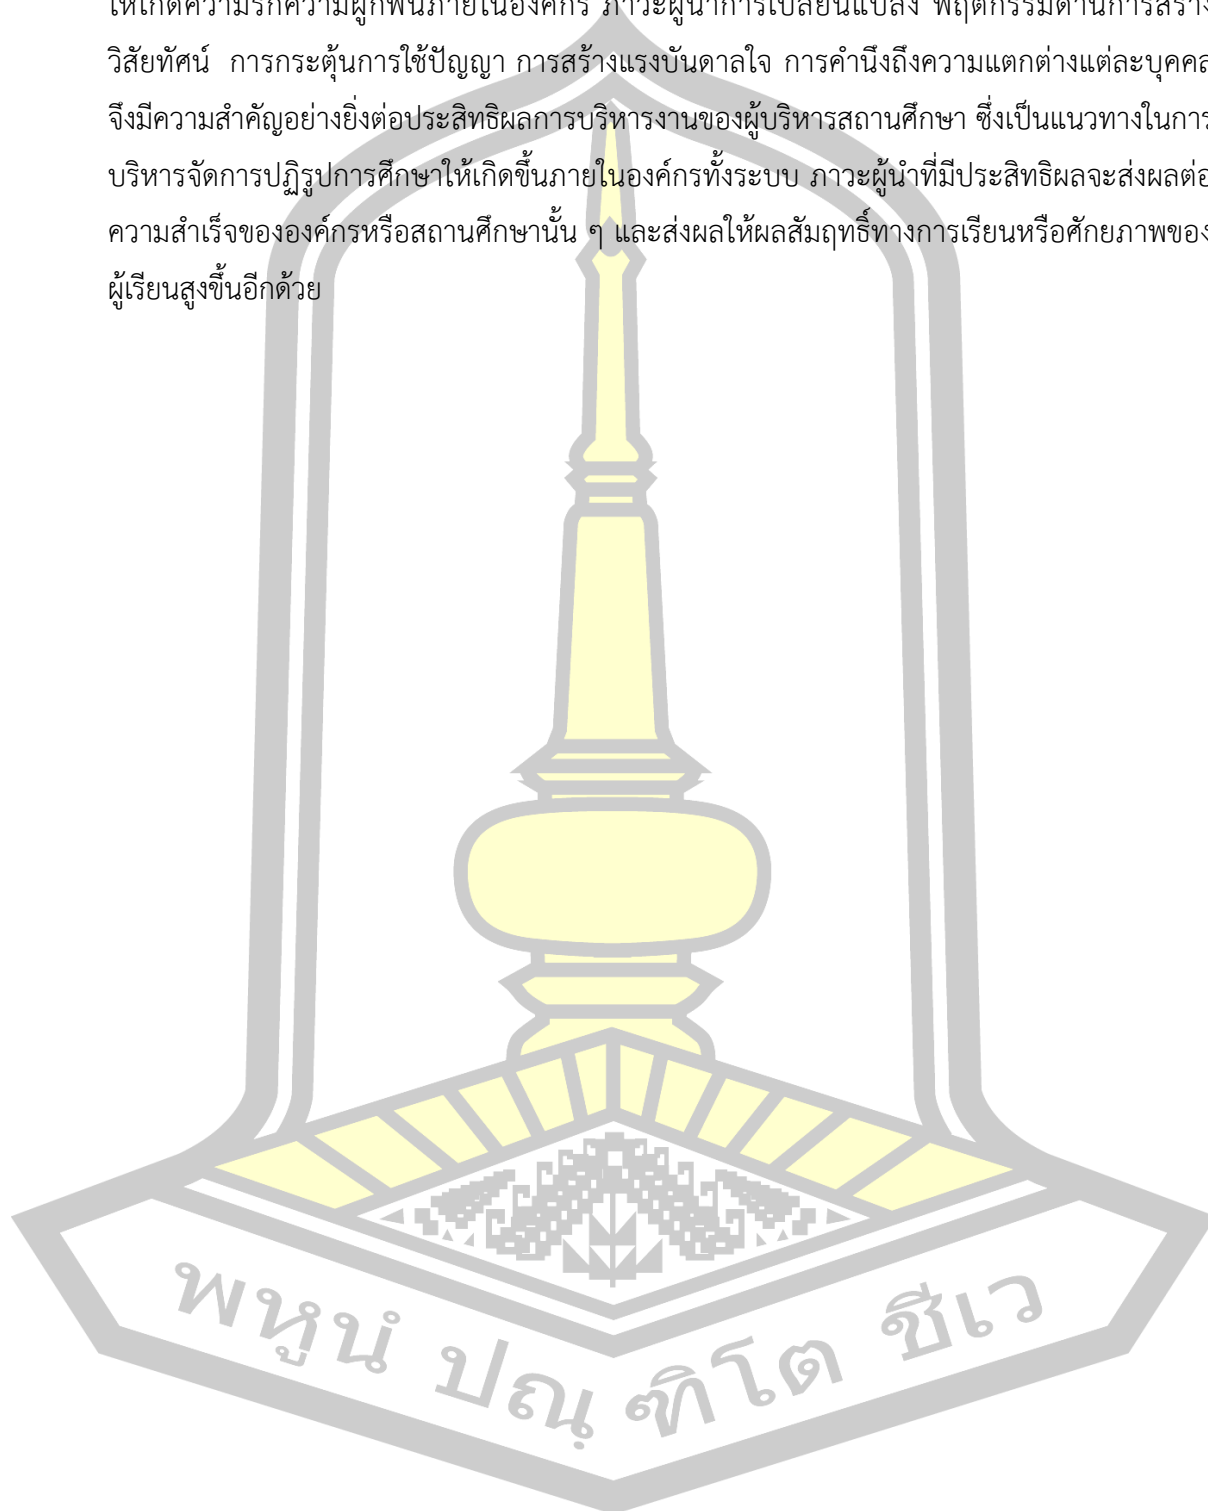 ให้เกิดความรักความผูกพันภายในองค์กร ภาวะผู้นำการเปลี่ยนแปลง พฤติกรรมด้านการสร้าง
วิสัยทัศน์ การกระตุ้นการใช้ปัญญา การสร้างแรงบันดาลใจ การคำนึงถึงความแตกต่างแต่ละบุคคล
จึงมีความสำคัญอย่างยิ่งต่อประสิทธิผลการบริหารงานของผู้บริหารสถานศึกษา ซึ่งเป็นแนวทางในการ
บริหารจัดการปฏิรูปการศึกษาให้เกิดขึ้นภายในองค์กรทั้งระบบ ภาวะผู้นำที่มีประสิทธิผลจะส่งผลต่อ
ความสำเร็จขององค์กรหรือสถานศึกษานั้น ๆ และส่งผลให้ผลสัมฤทธิ์ทางการเรียนหรือศักยภาพของ
ผู้เรียนสูงขึ้นอีกด้วย
พหูนํ ปณฺฑิโต ชีเว